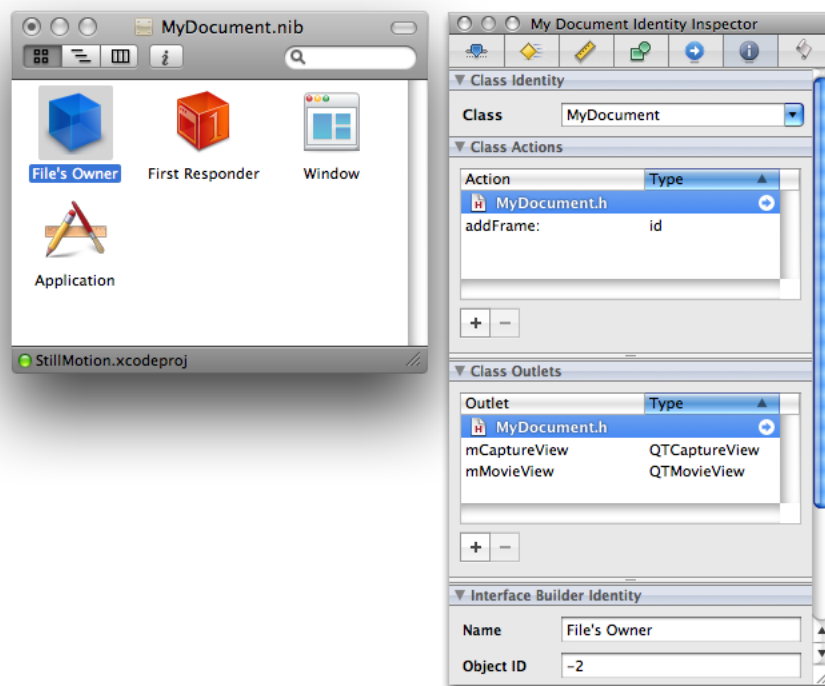 MyDocument.nib
File's Owner
First Responder
Window
Application
StillMotion.xcodeproj
My Document Identity Inspector
Class Identity
Class MyDocument
Class Actions
Action Type
MyDocument.h
addFrame: id
Class Outlets
Outlet Type
MyDocument.h
mCaptureView QTCaptureView
mMovieView QTMovieView
Interface Builder Identity
Name File's Owner
Object ID -2